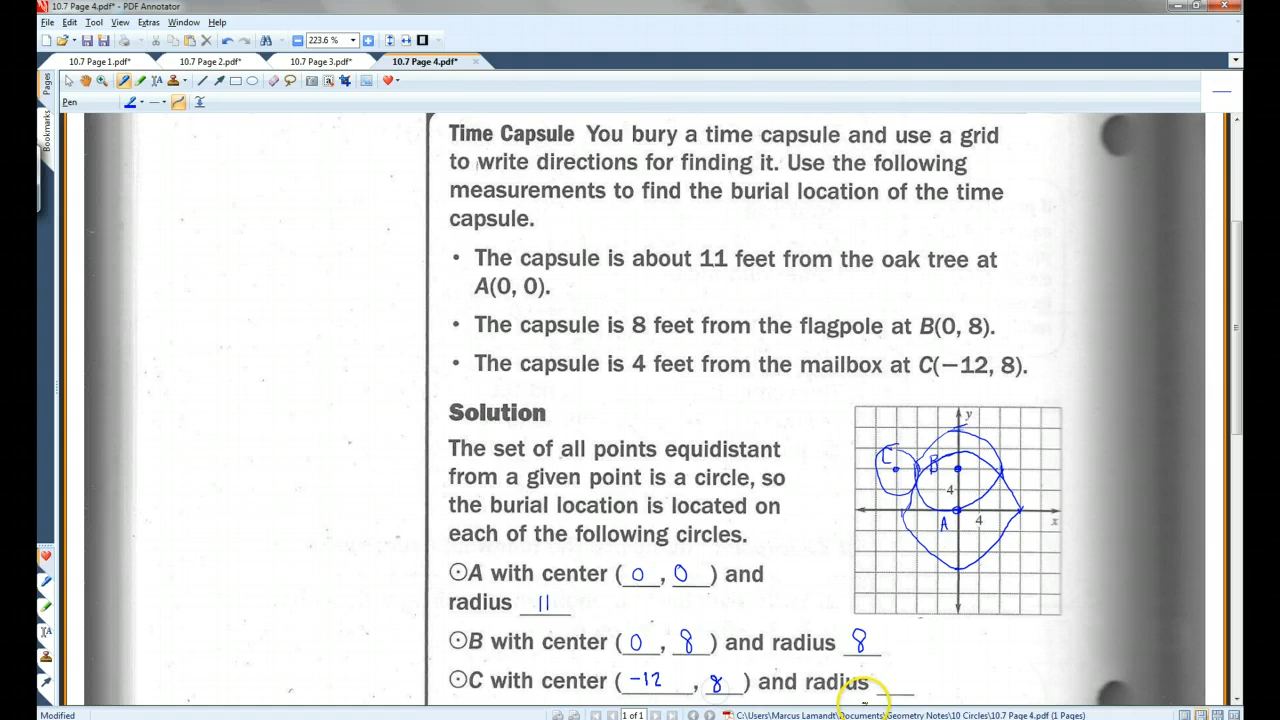 10.7 Page 4.pdf* - PDF Annotator
File Edit Tool View Extras Window Help
223.6 %
10.7 Page 1.pdf* 10.7 Page 2.pdf* 10.7 Page 3.pdf* 10.7 Page 4.pdf*
Pen
Pages
Bookmarks
Time Capsule You bury a time capsule and use a grid
to write directions for finding it. Use the following
measurements to find the burial location of the time
capsule.
• The capsule is about 11 feet from the oak tree at
A(0, 0).
• The capsule is 8 feet from the flagpole at B(0, 8).
• The capsule is 4 feet from the mailbox at C(−12, 8).
Solution
The set of all points equidistant
from a given point is a circle, so
the burial location is located on
each of the following circles.
⊙A with center ( 0 , 0 ) and
radius 11
⊙B with center ( 0 , 8 ) and radius 8
⊙C with center ( -12 , 8 ) and radius ___
y
C
B
4
A
4
x
Modified
1 of 1
C:\Users\Marcus Lamandt\Documents\Geometry Notes\10 Circles\10.7 Page 4.pdf (1 Pages)